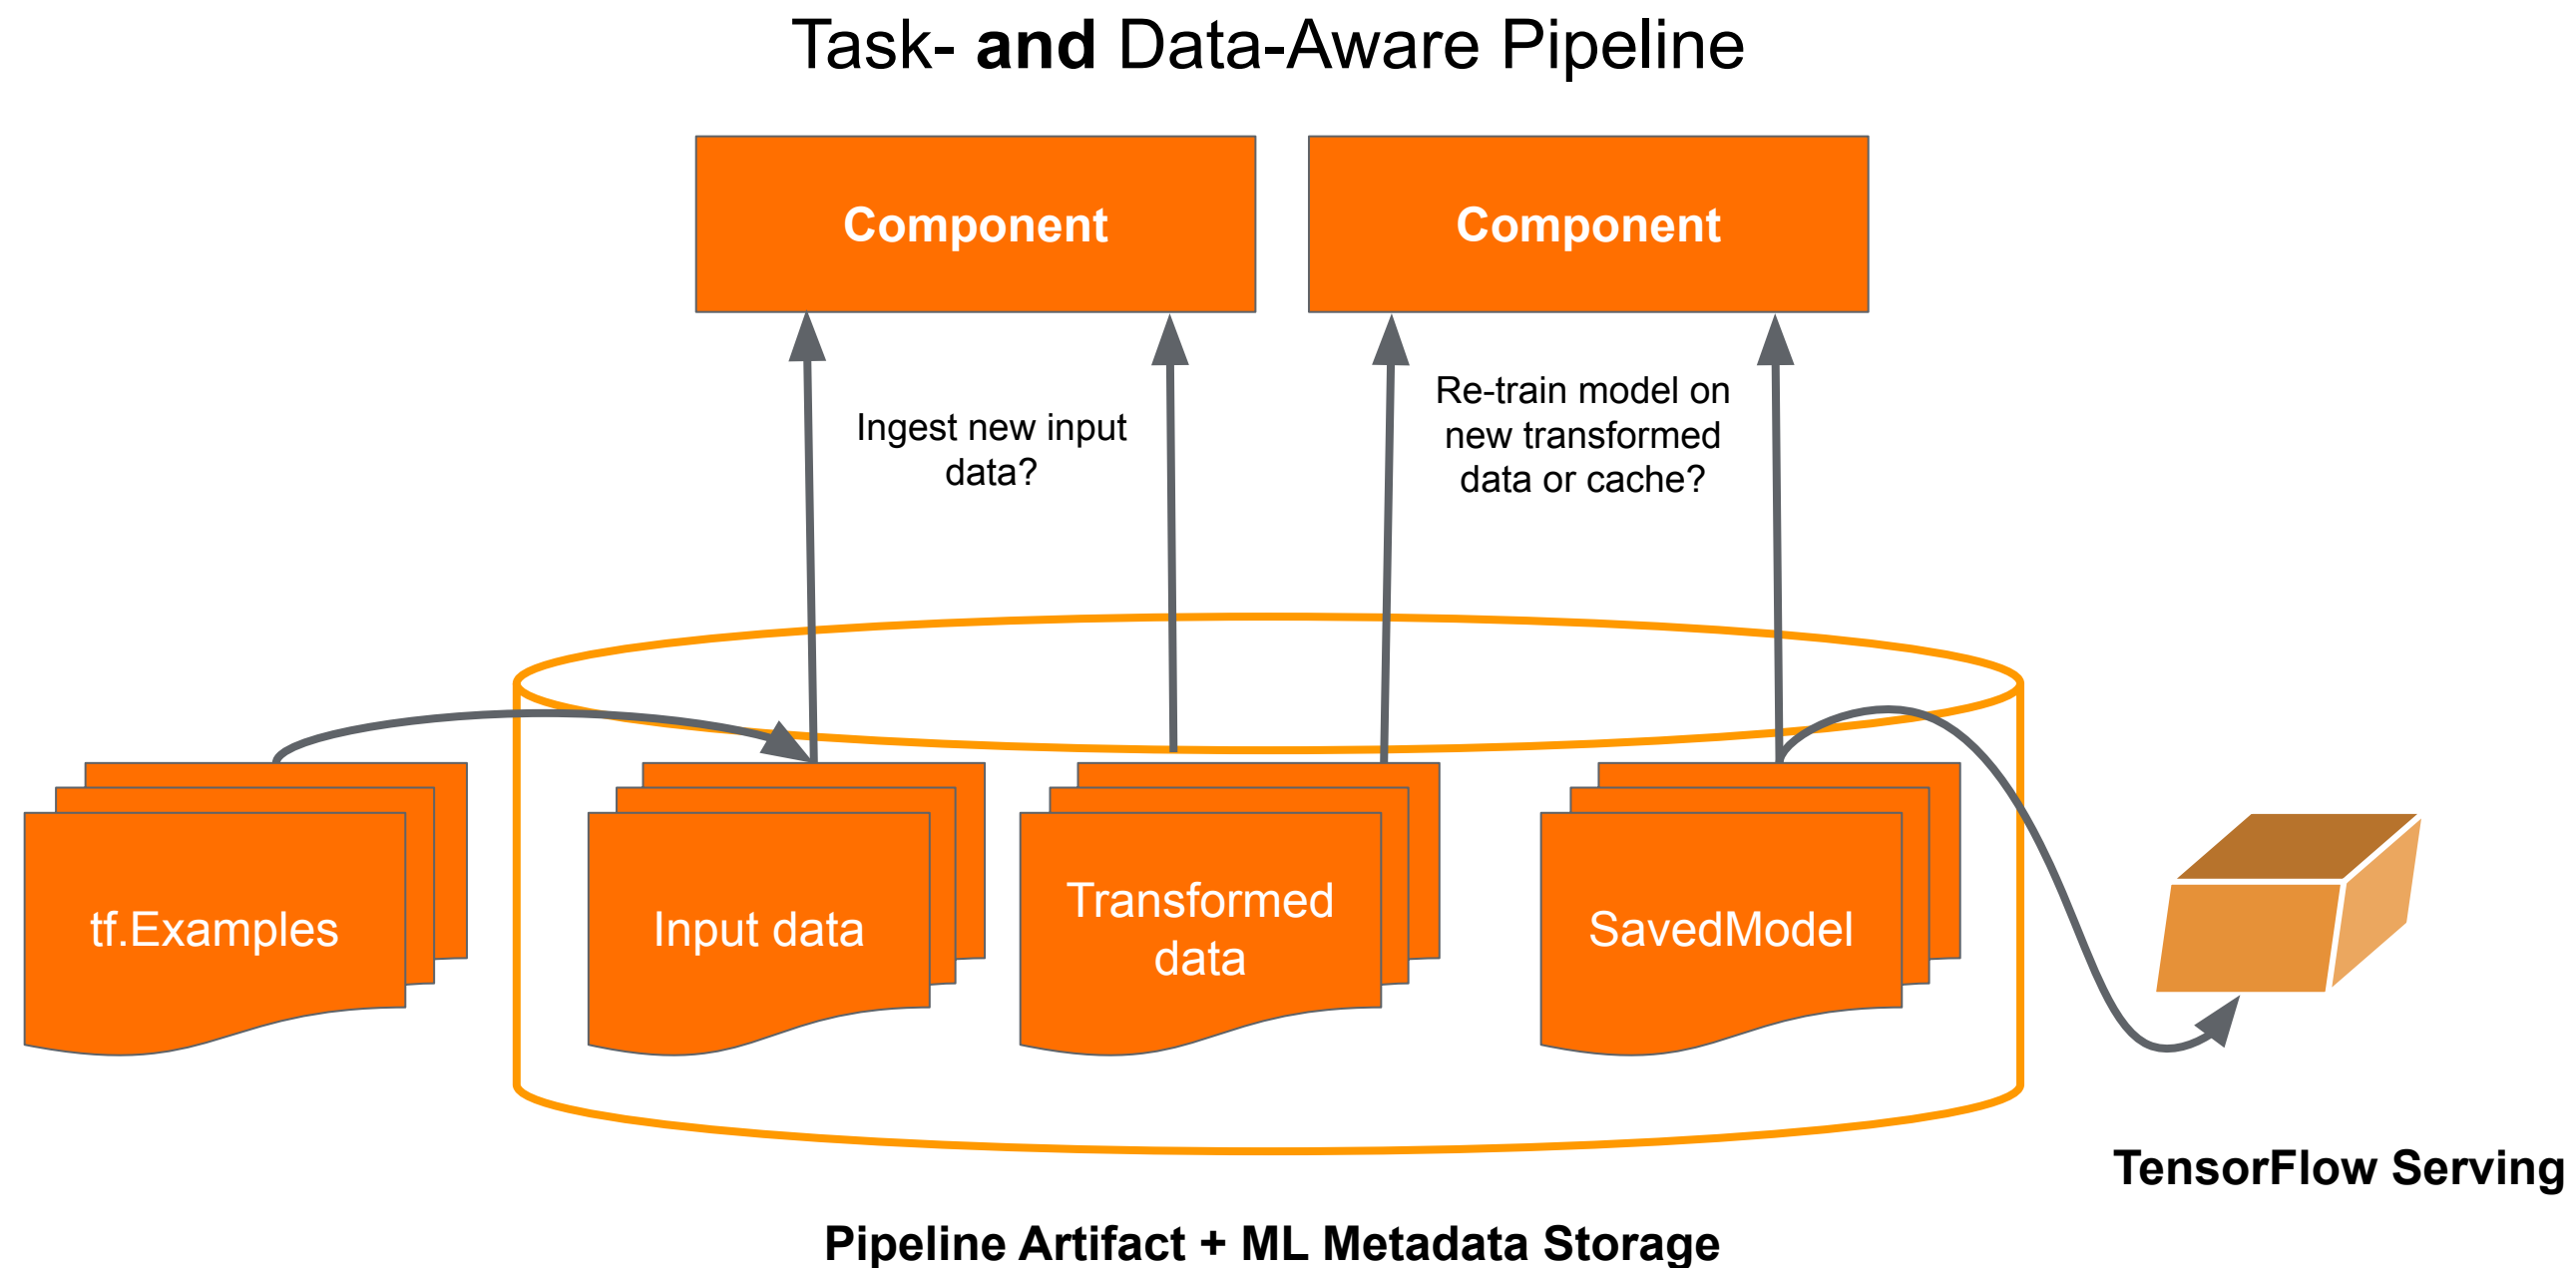 Task- and Data-Aware Pipeline
Component
Component
Ingest new input
data?
Re-train model on
new transformed
data or cache?
tf.Examples
Input data
Transformed
data
SavedModel
TensorFlow Serving
Pipeline Artifact + ML Metadata Storage